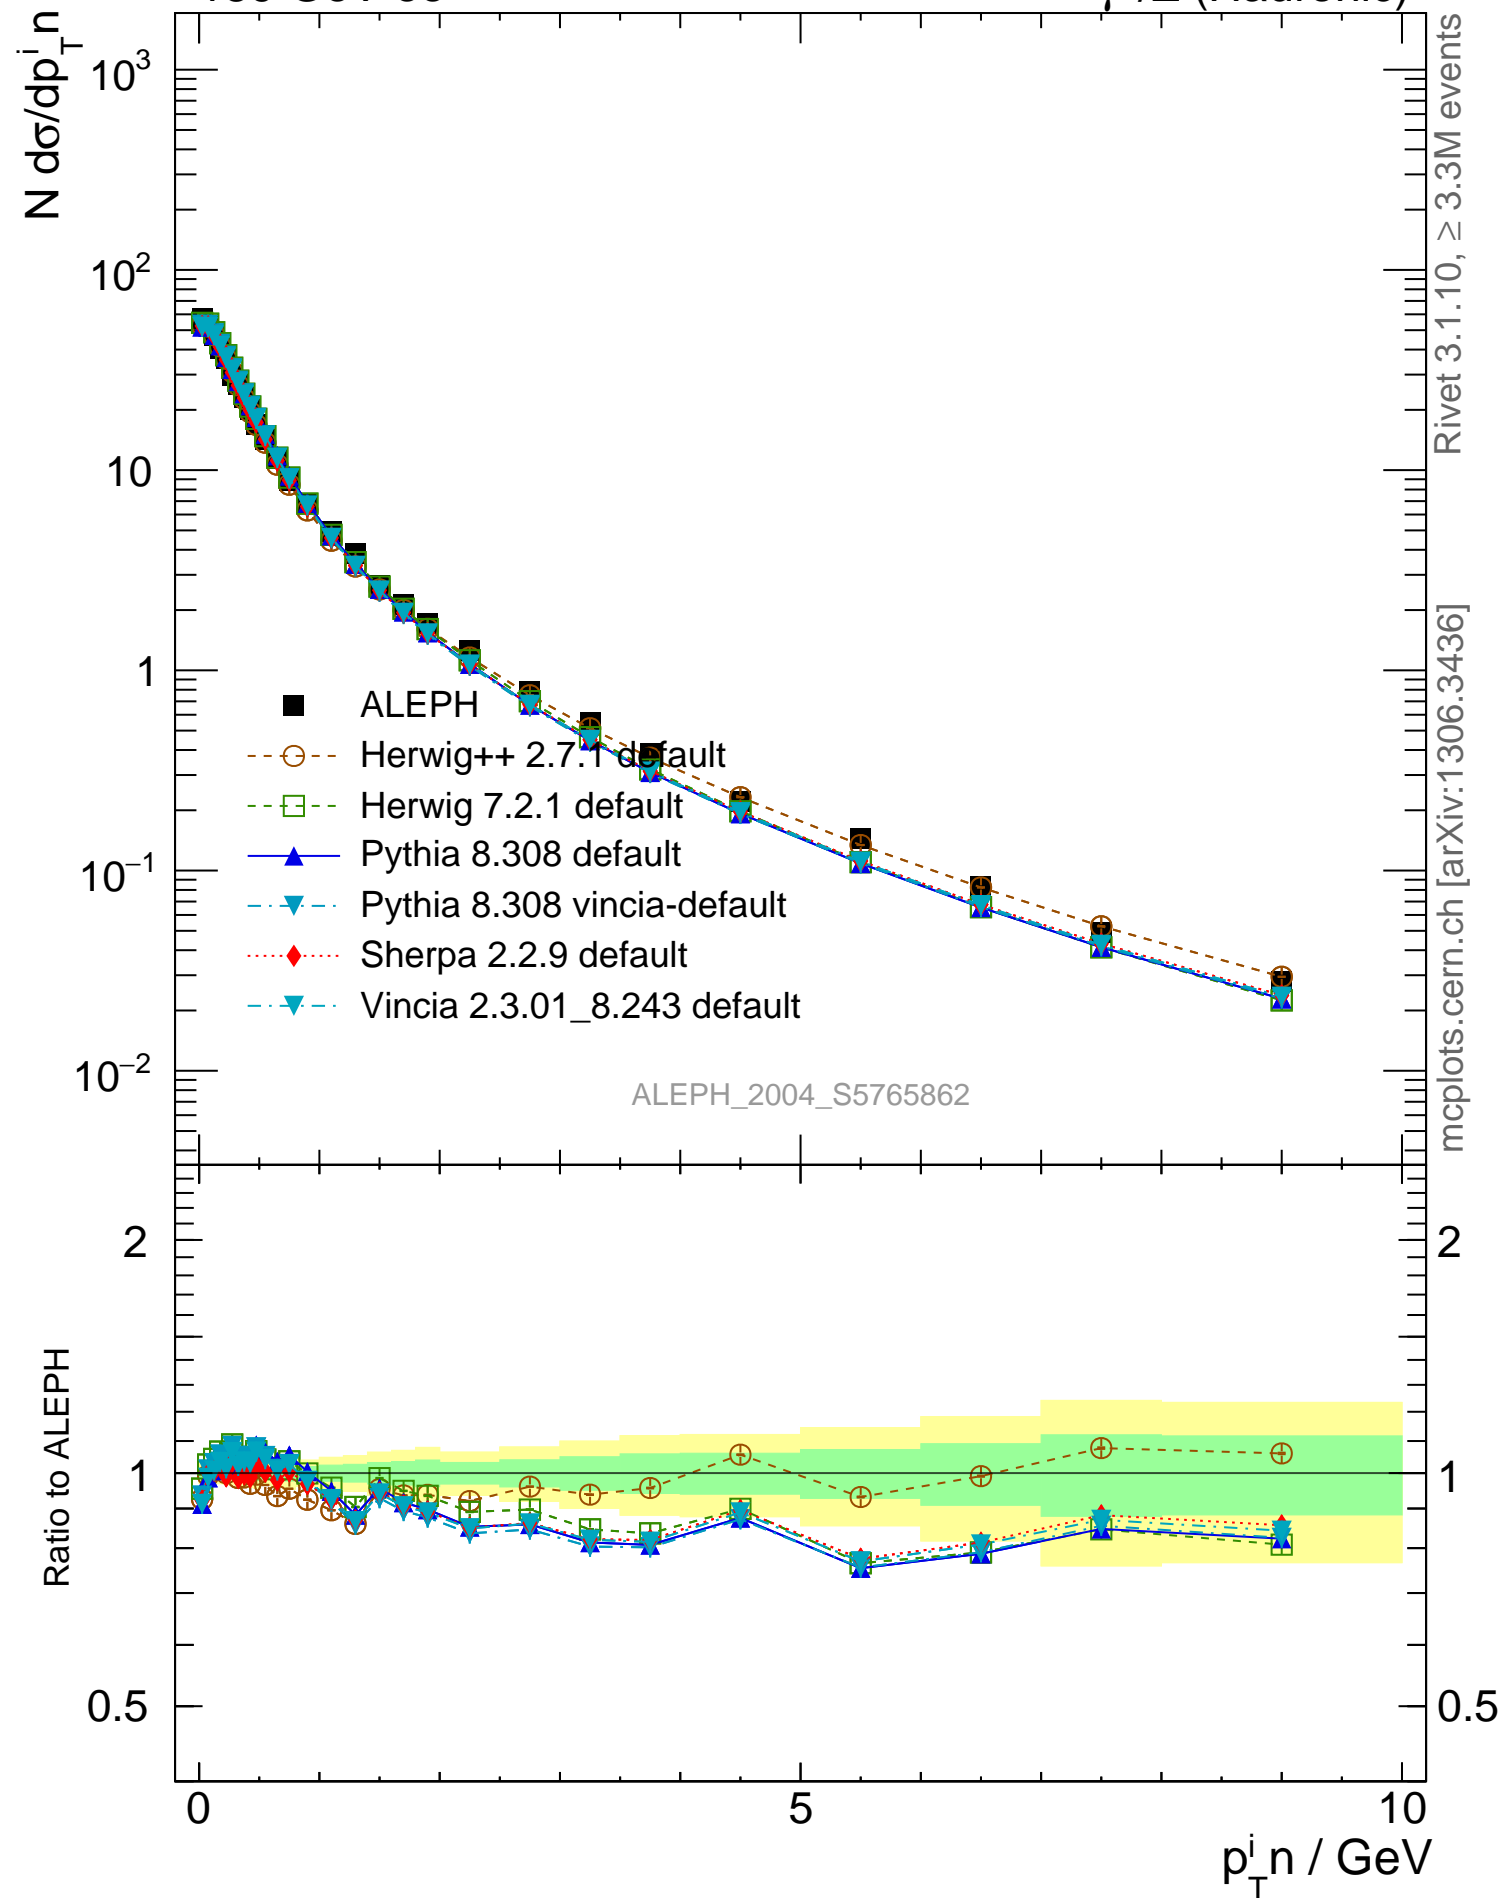 N dσ/dp_T^i n
10^3
10^2
10
1
10^−1
10^−2
ALEPH
Herwig++ 2.7.1 default
Herwig 7.2.1 default
Pythia 8.308 default
Pythia 8.308 vincia-default
Sherpa 2.2.9 default
Vincia 2.3.01_8.243 default
ALEPH_2004_S5765862
Rivet 3.1.10, ≥ 3.3M events
mcplots.cern.ch [arXiv:1306.3436]
Ratio to ALEPH
2
1
0.5
2
1
0.5
0
5
10
p_T^i n / GeV